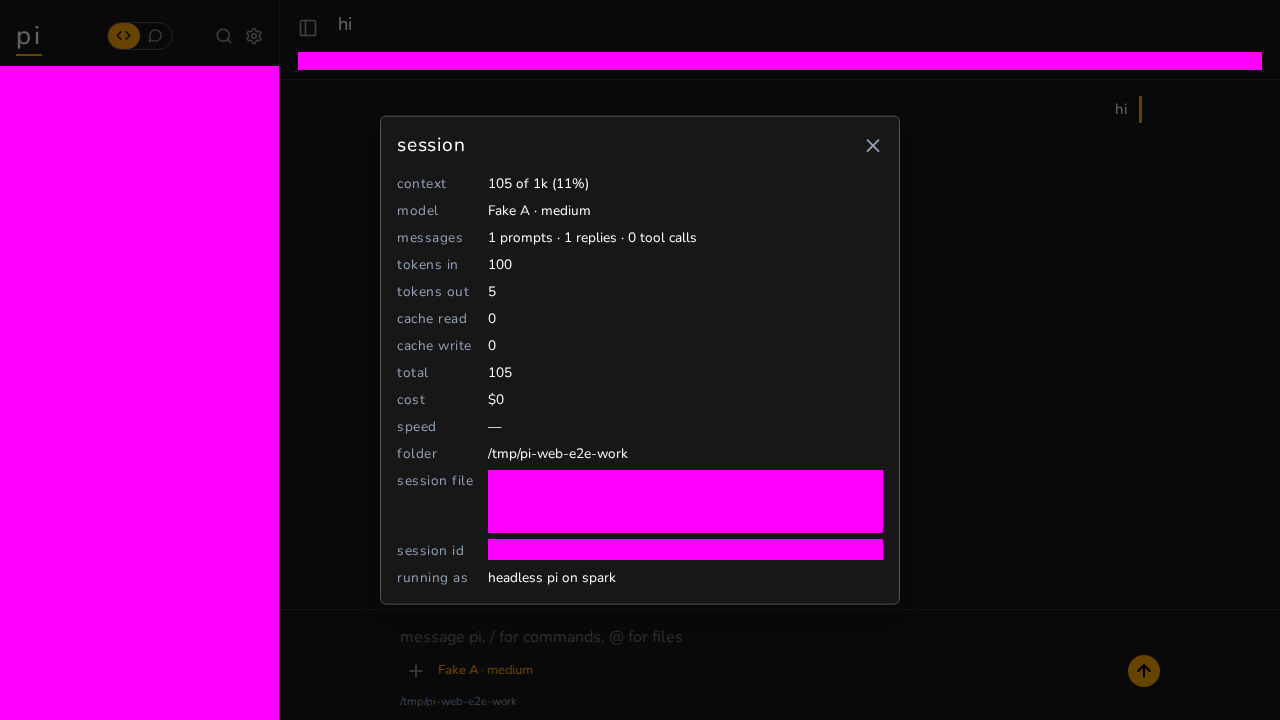 pi
hi
hi
session
context 105 of 1k (11%)
model Fake A · medium
messages 1 prompts · 1 replies · 0 tool calls
tokens in 100
tokens out 5
cache read 0
cache write 0
total 105
cost $0
speed —
folder /tmp/pi-web-e2e-work
session file
session id
running as headless pi on spark
message pi, / for commands, @ for files
Fake A · medium
/tmp/pi-web-e2e-work